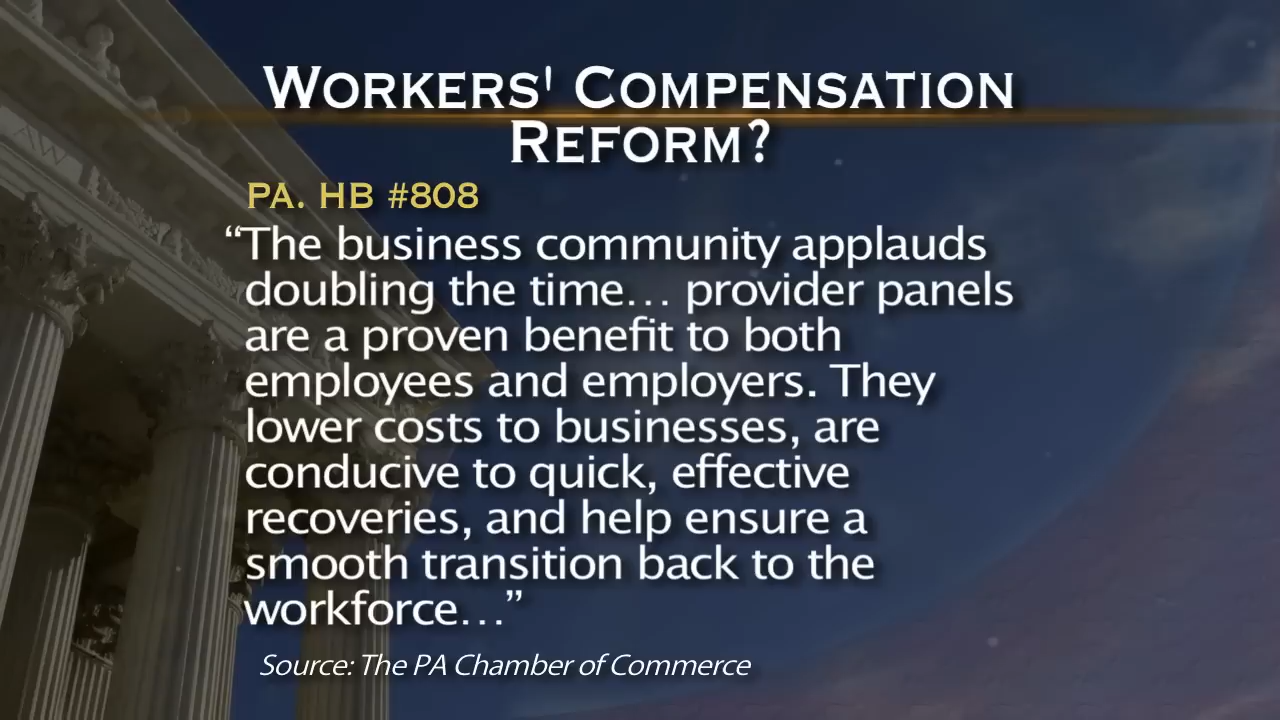 WORKERS' COMPENSATION
REFORM?
PA. HB #808
“The business community applauds
doubling the time… provider panels
are a proven benefit to both
employees and employers. They
lower costs to businesses, are
conducive to quick, effective
recoveries, and help ensure a
smooth transition back to the
workforce…”
Source: The PA Chamber of Commerce